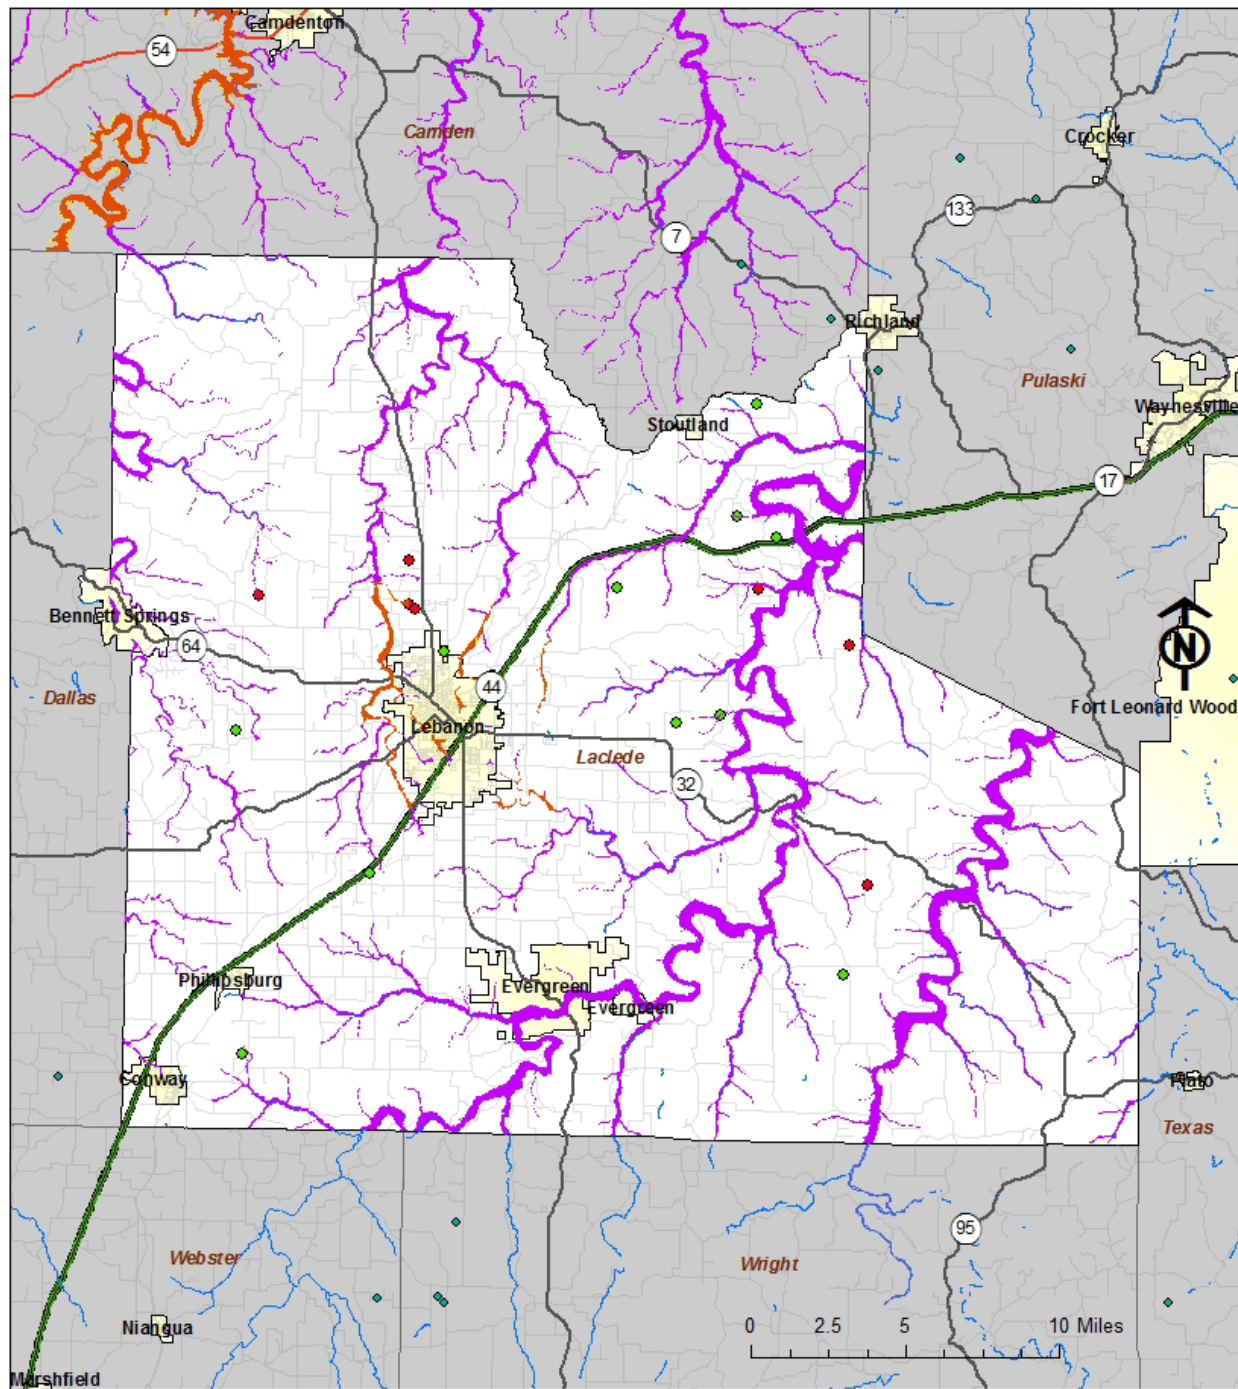 Camdenton
54
Camden
Crocker
133
7
Richland
Pulaski
Waynesville
Stoutland
17
Bennett Springs
64
Dallas
44
Fort Leonard Wood
N
Lebanon
Laclede
32
Phillipsburg
Evergreen
Evergreen
Conway
Plato
Texas
95
Webster
Wright
Niangua
0 2.5 5 10 Miles
Marshfield